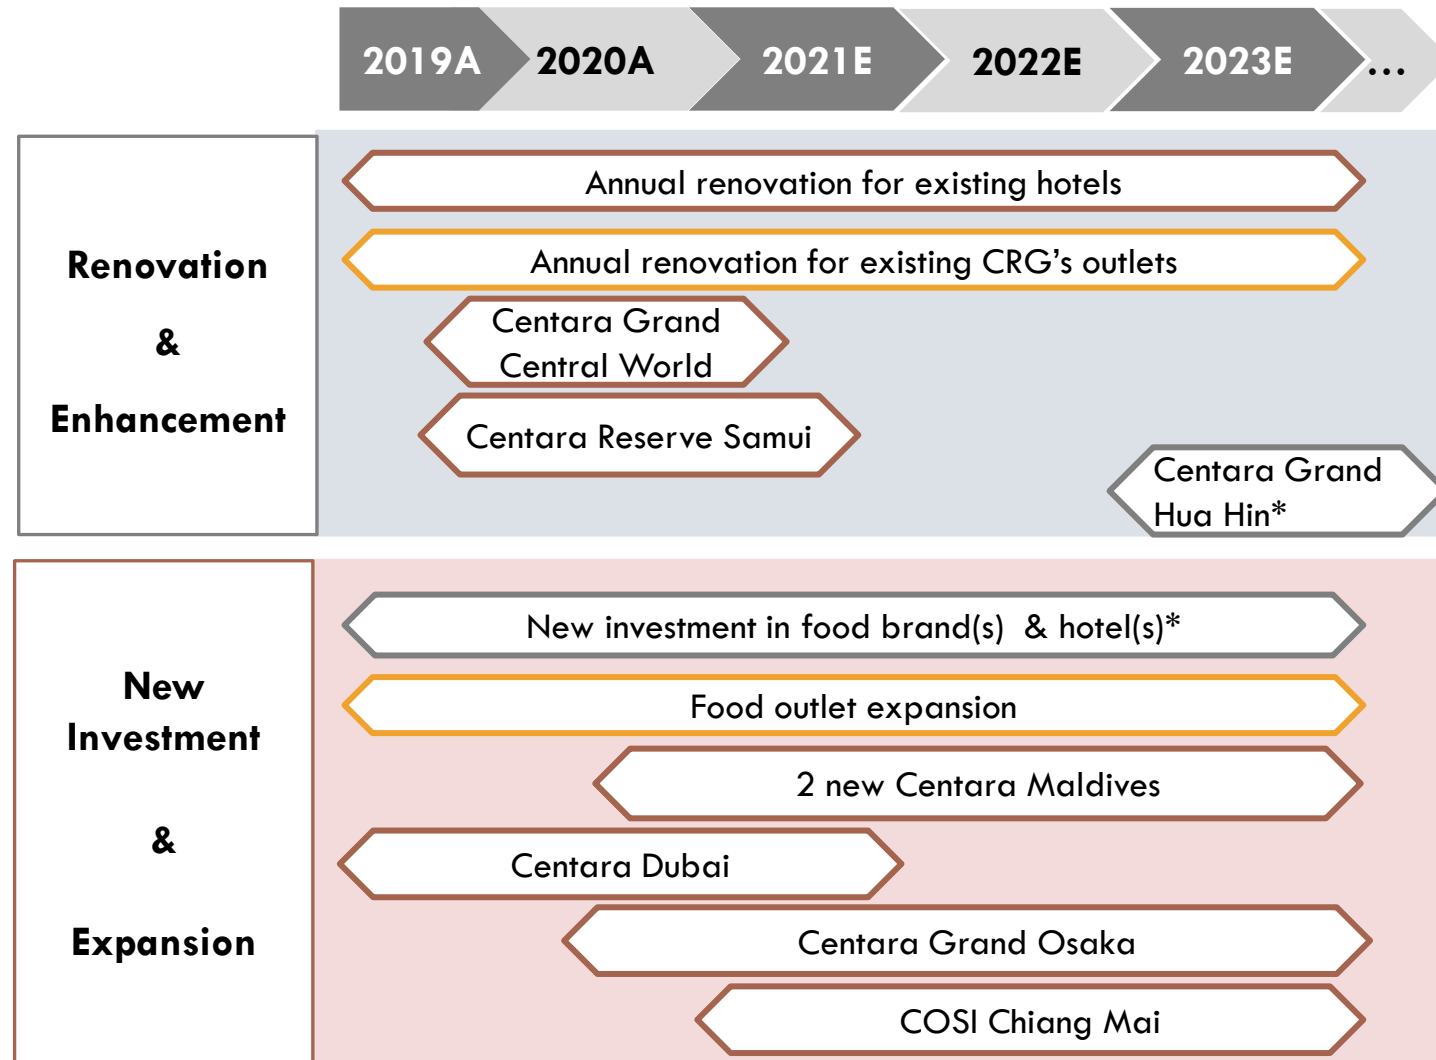 2019A 2020A 2021E 2022E 2023E ...
Renovation
&
Enhancement
Annual renovation for existing hotels
Annual renovation for existing CRG’s outlets
Centara Grand
Central World
Centara Reserve Samui
Centara Grand
Hua Hin*
New
Investment
&
Expansion
New investment in food brand(s) & hotel(s)*
Food outlet expansion
2 new Centara Maldives
Centara Dubai
Centara Grand Osaka
COSI Chiang Mai